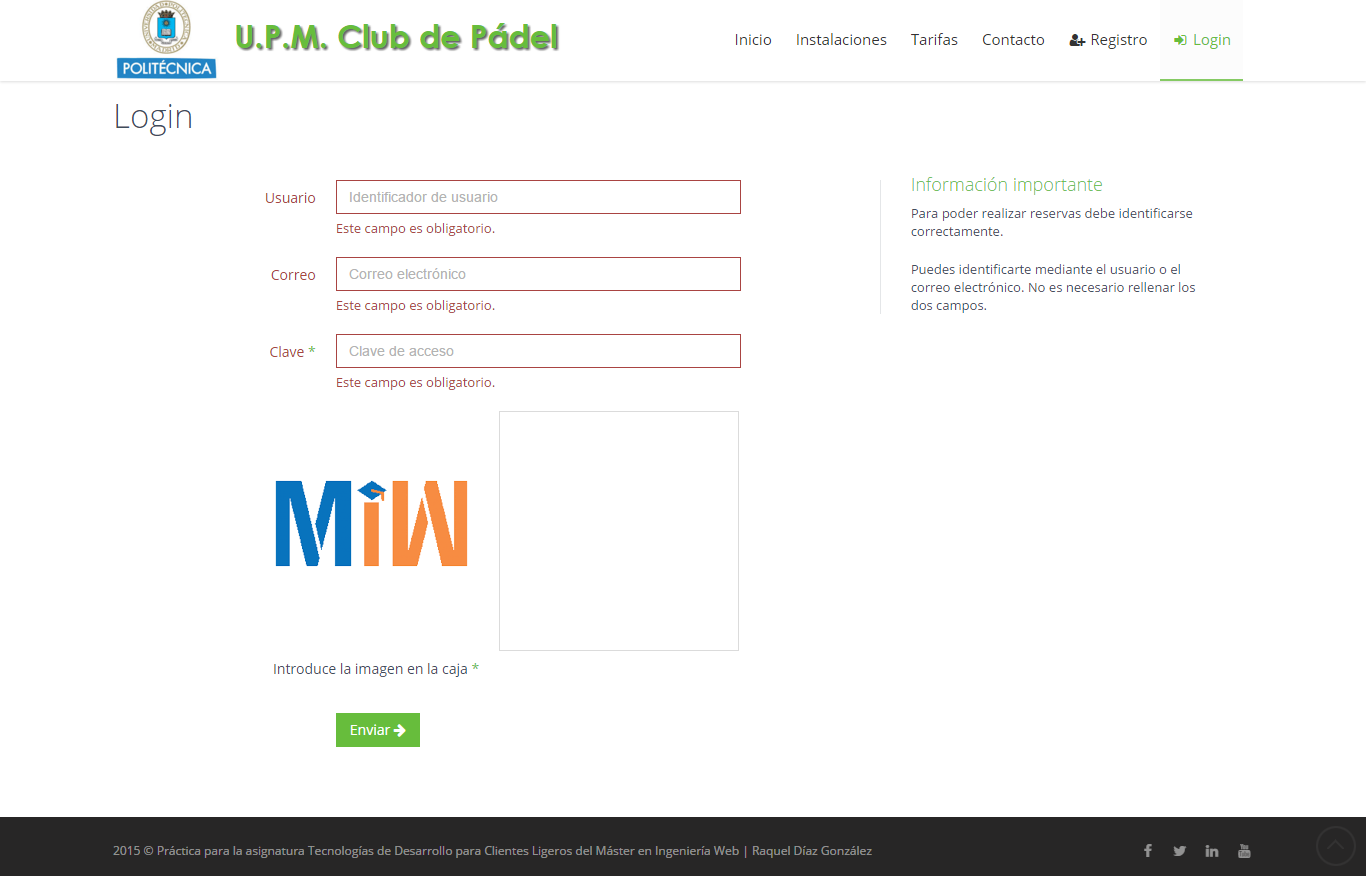 POLITÉCNICA
U.P.M. Club de Pádel
Inicio Instalaciones Tarifas Contacto Registro Login
Login
Usuario Identificador de usuario
Este campo es obligatorio.
Correo Correo electrónico
Este campo es obligatorio.
Clave * Clave de acceso
Este campo es obligatorio.
MiW
Introduce la imagen en la caja *
Enviar
Información importante
Para poder realizar reservas debe identificarse
correctamente.
Puedes identificarte mediante el usuario o el
correo electrónico. No es necesario rellenar los
dos campos.
2015 © Práctica para la asignatura Tecnologías de Desarrollo para Clientes Ligeros del Máster en Ingeniería Web | Raquel Díaz González